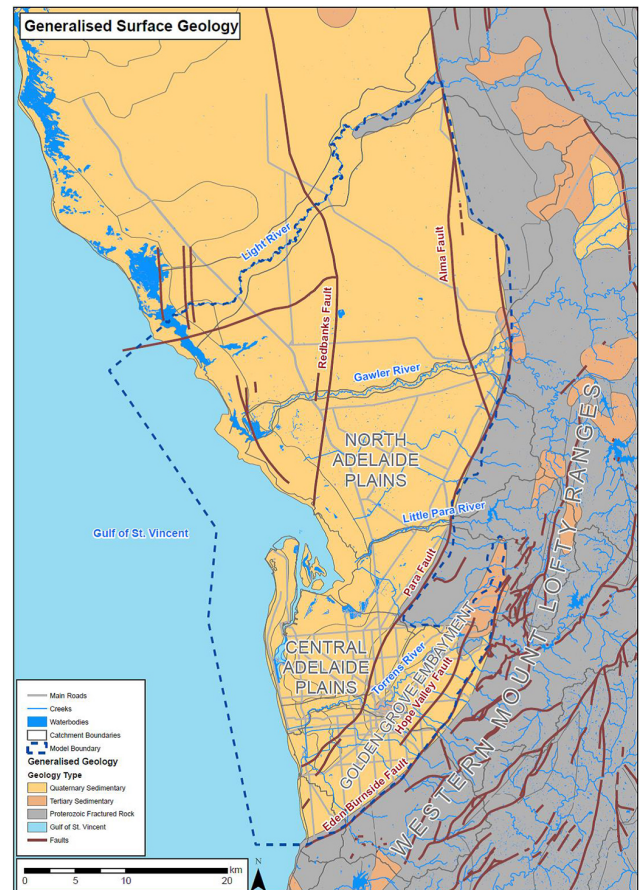 Generalised Surface Geology
Light River
Alma Fault
Redbanks Fault
Gawler River
NORTH
ADELAIDE
PLAINS
WESTERN MOUNT LOFTY RANGES
Little Para River
Gulf of St. Vincent
Para Fault
CENTRAL
ADELAIDE
PLAINS
Torrens River
GOLDEN GROVE EMBAYMENT
Hope Valley Fault
Eden Burnside Fault
Main Roads
Creeks
Waterbodies
Catchment Boundaries
Model Boundary
Generalised Geology
Geology Type
Quaternary Sedimentary
Tertiary Sedimentary
Proterozoic Fractured Rock
Gulf of St. Vincent
Faults
km
0 5 10 20
N